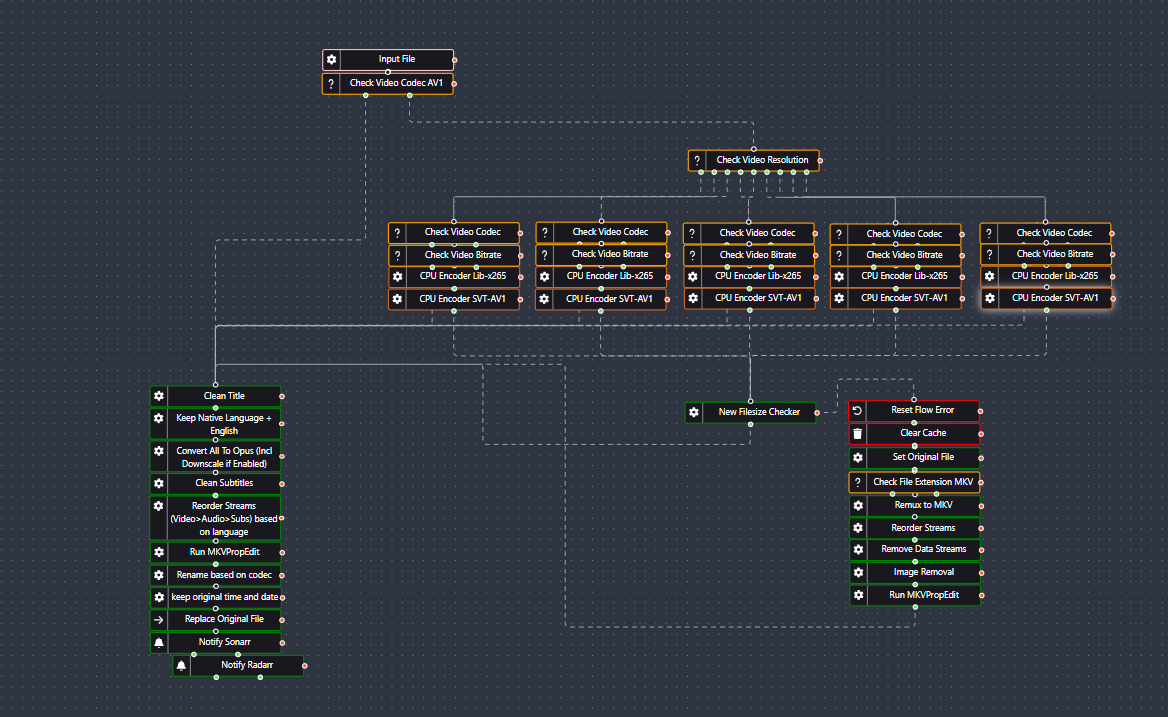 Input File
Check Video Codec AV1
Check Video Resolution
Check Video Codec
Check Video Bitrate
CPU Encoder Lib-x265
CPU Encoder SVT-AV1
Check Video Codec
Check Video Bitrate
CPU Encoder Lib-x265
CPU Encoder SVT-AV1
Check Video Codec
Check Video Bitrate
CPU Encoder Lib-x265
CPU Encoder SVT-AV1
Check Video Codec
Check Video Bitrate
CPU Encoder Lib-x265
CPU Encoder SVT-AV1
Check Video Codec
Check Video Bitrate
CPU Encoder Lib-x265
CPU Encoder SVT-AV1
Clean Title
Keep Native Language +
English
Convert All To Opus (Incl
Downscale if Enabled)
Clean Subtitles
Reorder Streams
(Video>Audio>Subs) based
on language
Run MKVPropEdit
Rename based on codec
keep original time and date
Replace Original File
Notify Sonarr
Notify Radarr
New Filesize Checker
Reset Flow Error
Clear Cache
Set Original File
Check File Extension MKV
Remux to MKV
Reorder Streams
Remove Data Streams
Image Removal
Run MKVPropEdit